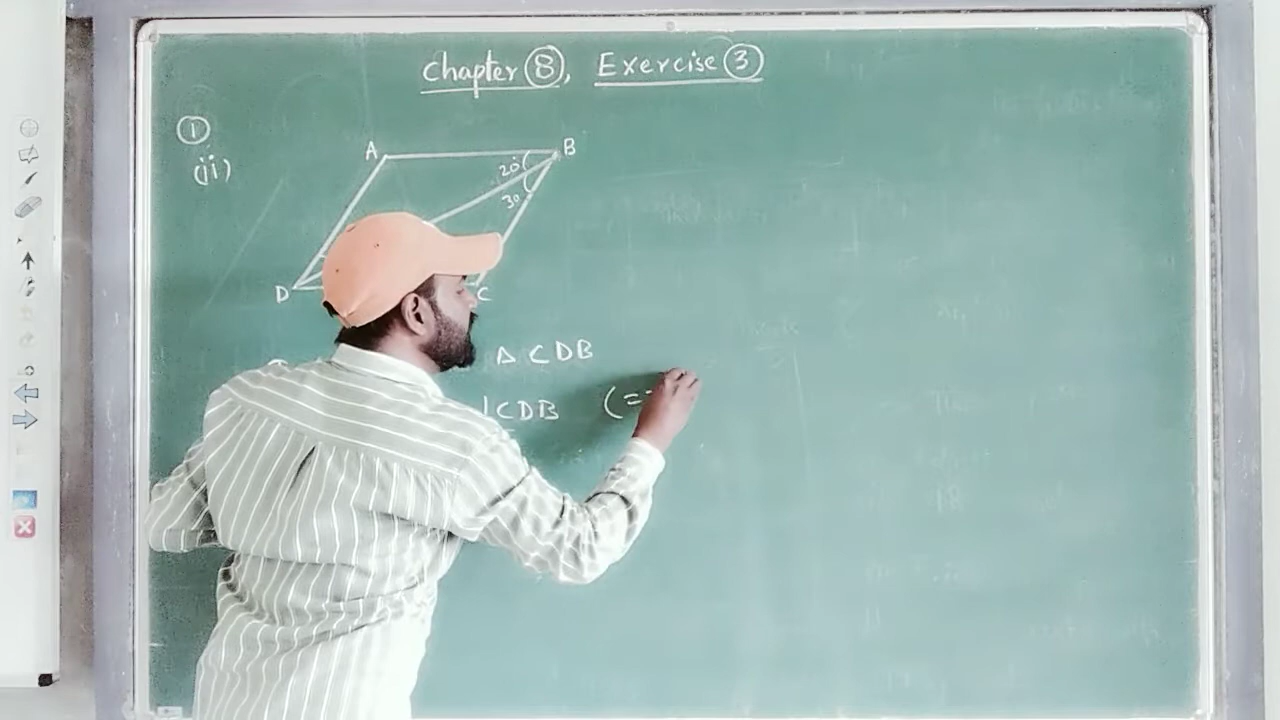 Chapter ⑧, Exercise ③
①
(ii)
A
B
20°
30
D
C
Δ CDB
∠CDB (=